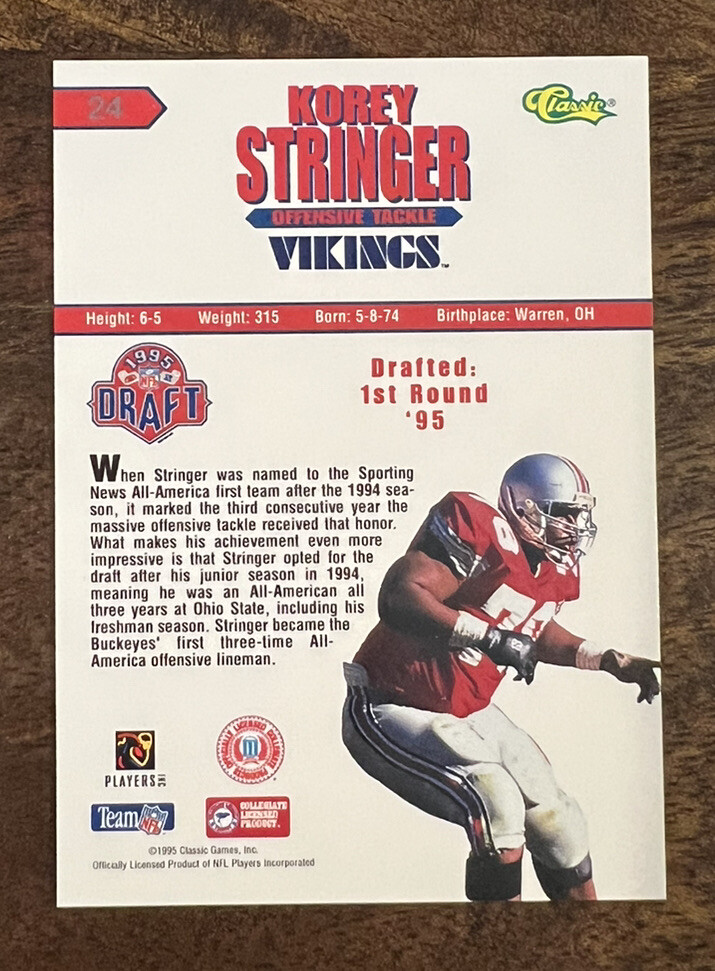 24
KOREY
STRINGER
OFFENSIVE TACKLE
VIKINGS™
Classic®
Height: 6-5 Weight: 315 Born: 5-8-74 Birthplace: Warren, OH
1995
NFL
DRAFT
Drafted:
1st Round
'95
When Stringer was named to the Sporting
News All-America first team after the 1994 sea-
son, it marked the third consecutive year the
massive offensive tackle received that honor.
What makes his achievement even more
impressive is that Stringer opted for the
draft after his junior season in 1994,
meaning he was an All-American all
three years at Ohio State, including his
freshman season. Stringer became the
Buckeyes' first three-time All-
America offensive lineman.
PLAYERS INC
Team NFL
COLLEGIATE
LICENSED
PRODUCT.
©1995 Classic Games, Inc.
Officially Licensed Product of NFL Players Incorporated